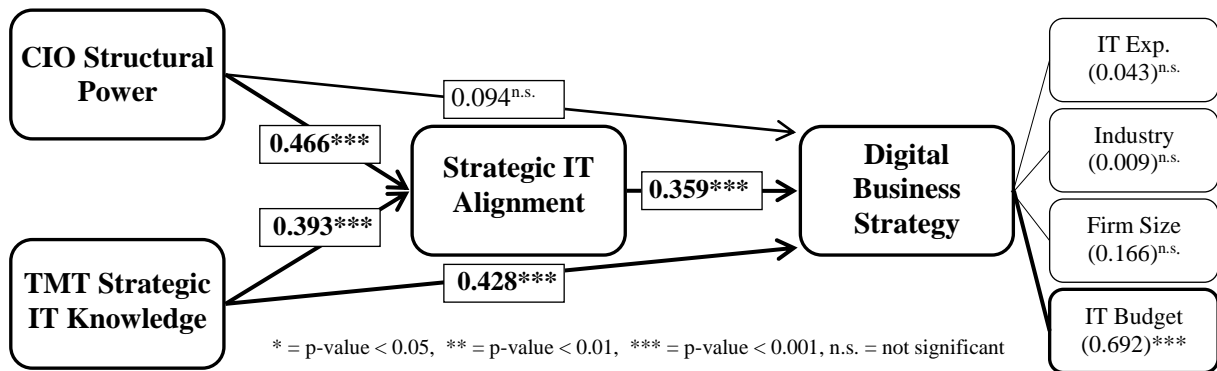 CIO Structural
Power
0.094n.s.
0.466***
Strategic IT
Alignment
0.359***
Digital
Business
Strategy
0.393***
TMT Strategic
IT Knowledge
0.428***
IT Exp.
(0.043)n.s.
Industry
(0.009)n.s.
Firm Size
(0.166)n.s.
IT Budget
(0.692)***
* = p-value < 0.05, ** = p-value < 0.01, *** = p-value < 0.001, n.s. = not significant